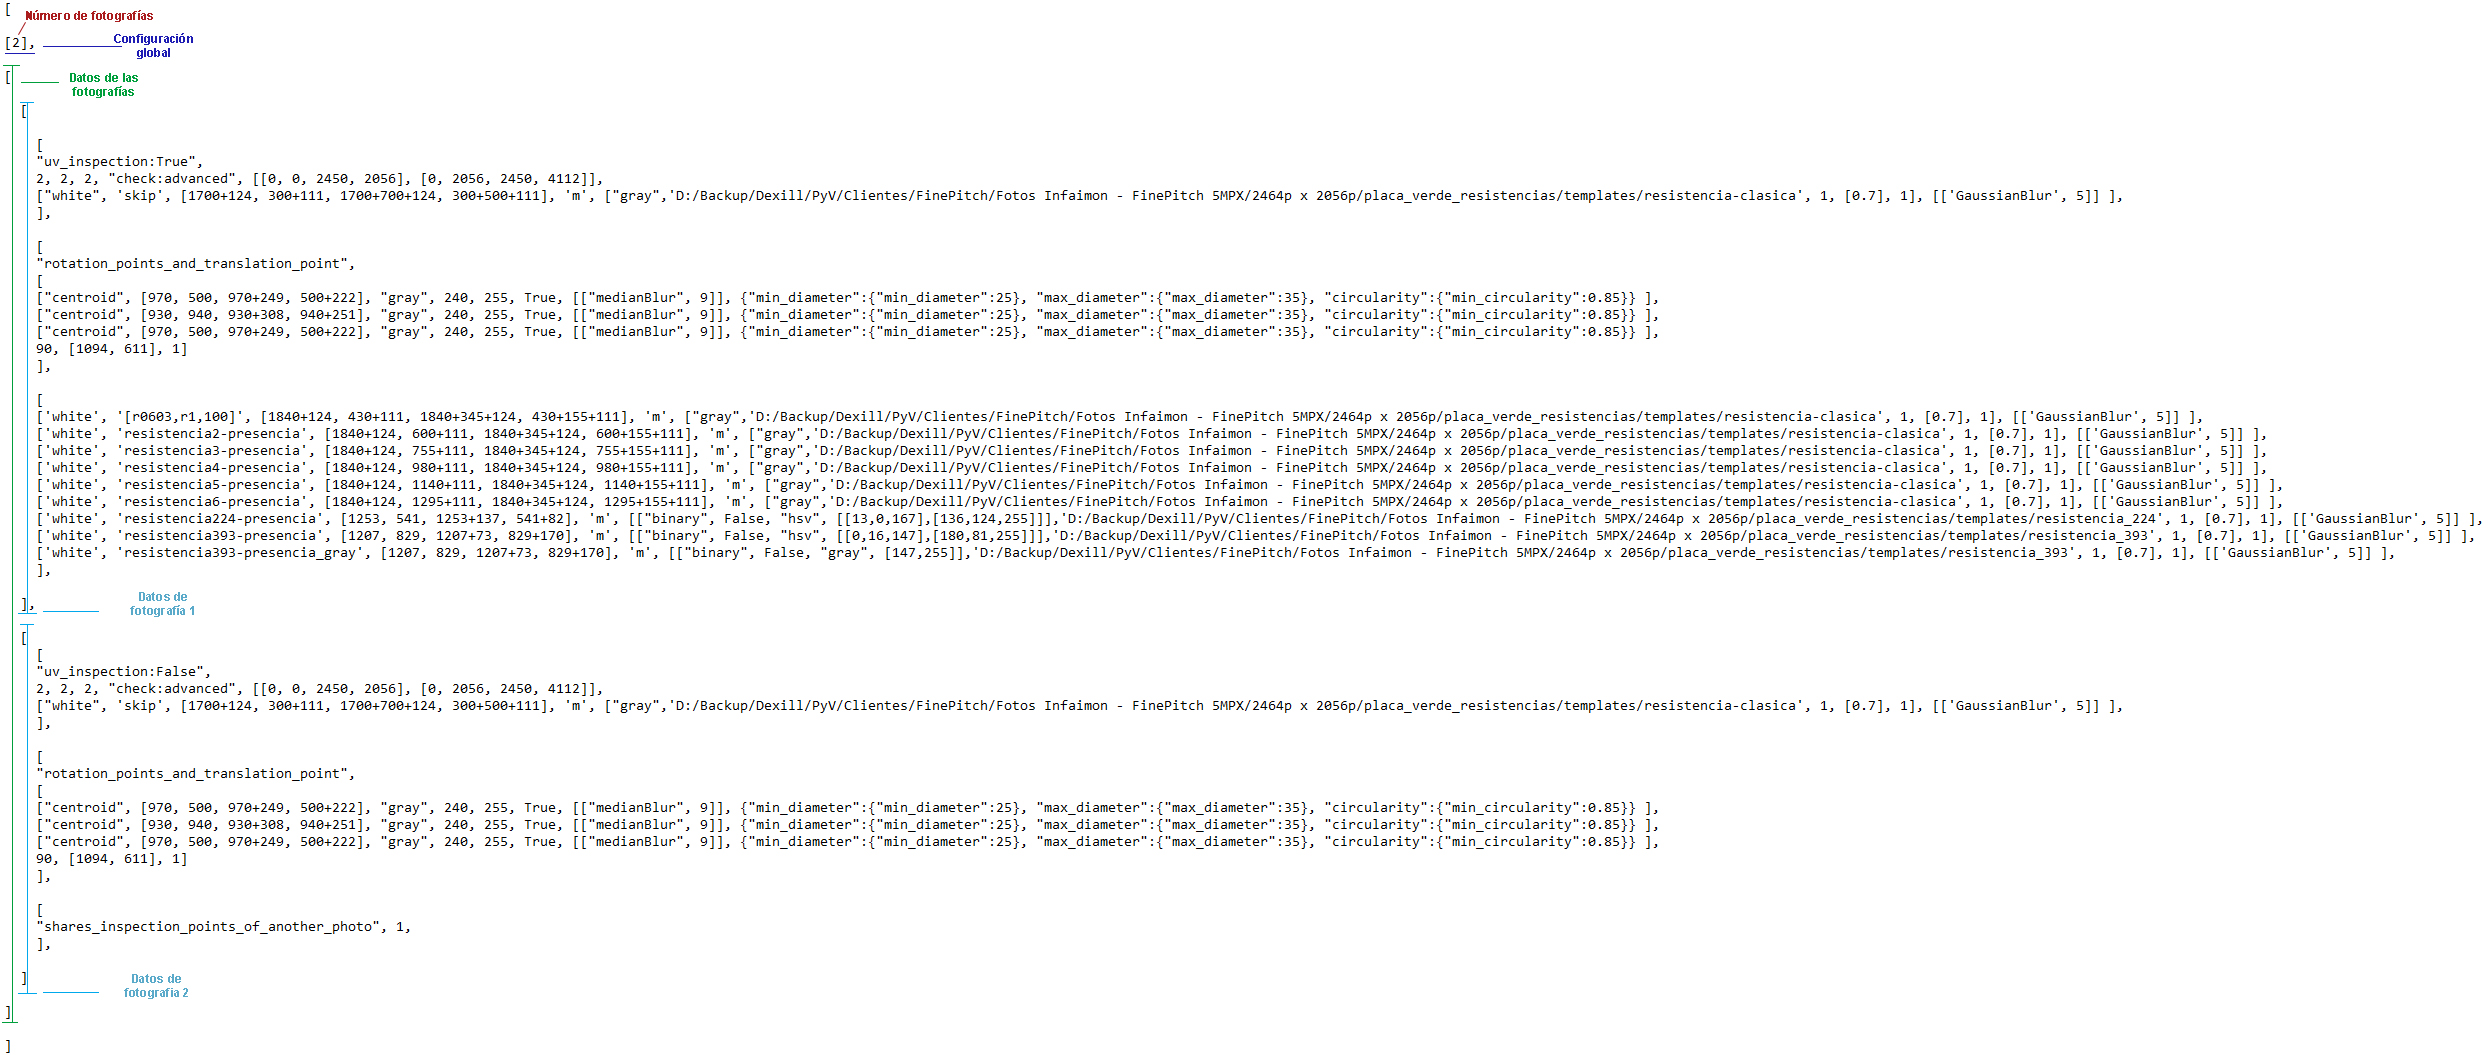 [
Número de fotografías
Configuración
[2],
global
[
Datos de las
fotografías
[
[
"uv_inspection:True",
2, 2, 2, "check:advanced", [[0, 0, 2450, 2056], [0, 2056, 2450, 4112]],
["white", 'skip', [1700+124, 300+111, 1700+700+124, 300+500+111], 'm', ["gray",'D:/Backup/Dexill/PyV/Clientes/FinePitch/Fotos Infaimon - FinePitch 5MPX/2464p x 2056p/placa_verde_resistencias/templates/resistencia-clasica', 1, [0.7], 1], [['GaussianBlur', 5]] ],
],
[
"rotation_points_and_translation_point",
[
["centroid", [970, 500, 970+249, 500+222], "gray", 240, 255, True, [["medianBlur", 9]], {"min_diameter":{"min_diameter":25}, "max_diameter":{"max_diameter":35}, "circularity":{"min_circularity":0.85}} ],
["centroid", [930, 940, 930+308, 940+251], "gray", 240, 255, True, [["medianBlur", 9]], {"min_diameter":{"min_diameter":25}, "max_diameter":{"max_diameter":35}, "circularity":{"min_circularity":0.85}} ],
["centroid", [970, 500, 970+249, 500+222], "gray", 240, 255, True, [["medianBlur", 9]], {"min_diameter":{"min_diameter":25}, "max_diameter":{"max_diameter":35}, "circularity":{"min_circularity":0.85}} ],
90, [1094, 611], 1]
],
[
['white', '[r0603,r1,100]', [1840+124, 430+111, 1840+345+124, 430+155+111], 'm', ["gray",'D:/Backup/Dexill/PyV/Clientes/FinePitch/Fotos Infaimon - FinePitch 5MPX/2464p x 2056p/placa_verde_resistencias/templates/resistencia-clasica', 1, [0.7], 1], [['GaussianBlur', 5]] ],
['white', 'resistencia2-presencia', [1840+124, 600+111, 1840+345+124, 600+155+111], 'm', ["gray",'D:/Backup/Dexill/PyV/Clientes/FinePitch/Fotos Infaimon - FinePitch 5MPX/2464p x 2056p/placa_verde_resistencias/templates/resistencia-clasica', 1, [0.7], 1], [['GaussianBlur', 5]] ],
['white', 'resistencia3-presencia', [1840+124, 755+111, 1840+345+124, 755+155+111], 'm', ["gray",'D:/Backup/Dexill/PyV/Clientes/FinePitch/Fotos Infaimon - FinePitch 5MPX/2464p x 2056p/placa_verde_resistencias/templates/resistencia-clasica', 1, [0.7], 1], [['GaussianBlur', 5]] ],
['white', 'resistencia4-presencia', [1840+124, 980+111, 1840+345+124, 980+155+111], 'm', ["gray",'D:/Backup/Dexill/PyV/Clientes/FinePitch/Fotos Infaimon - FinePitch 5MPX/2464p x 2056p/placa_verde_resistencias/templates/resistencia-clasica', 1, [0.7], 1], [['GaussianBlur', 5]] ],
['white', 'resistencia5-presencia', [1840+124, 1140+111, 1840+345+124, 1140+155+111], 'm', ["gray",'D:/Backup/Dexill/PyV/Clientes/FinePitch/Fotos Infaimon - FinePitch 5MPX/2464p x 2056p/placa_verde_resistencias/templates/resistencia-clasica', 1, [0.7], 1], [['GaussianBlur', 5]] ],
['white', 'resistencia6-presencia', [1840+124, 1295+111, 1840+345+124, 1295+155+111], 'm', ["gray",'D:/Backup/Dexill/PyV/Clientes/FinePitch/Fotos Infaimon - FinePitch 5MPX/2464p x 2056p/placa_verde_resistencias/templates/resistencia-clasica', 1, [0.7], 1], [['GaussianBlur', 5]] ],
['white', 'resistencia224-presencia', [1253, 541, 1253+137, 541+82], 'm', [["binary", False, "hsv", [[13,0,167],[136,124,255]]],'D:/Backup/Dexill/PyV/Clientes/FinePitch/Fotos Infaimon - FinePitch 5MPX/2464p x 2056p/placa_verde_resistencias/templates/resistencia_224', 1, [0.7], 1], [['GaussianBlur', 5]] ],
['white', 'resistencia393-presencia', [1207, 829, 1207+73, 829+170], 'm', [["binary", False, "hsv", [[0,16,147],[180,81,255]]],'D:/Backup/Dexill/PyV/Clientes/FinePitch/Fotos Infaimon - FinePitch 5MPX/2464p x 2056p/placa_verde_resistencias/templates/resistencia_393', 1, [0.7], 1], [['GaussianBlur', 5]] ],
['white', 'resistencia393-presencia_gray', [1207, 829, 1207+73, 829+170], 'm', [["binary", False, "gray", [147,255]],'D:/Backup/Dexill/PyV/Clientes/FinePitch/Fotos Infaimon - FinePitch 5MPX/2464p x 2056p/placa_verde_resistencias/templates/resistencia_393', 1, [0.7], 1], [['GaussianBlur', 5]] ],
],
],
Datos de
fotografía 1
[
[
"uv_inspection:False",
2, 2, 2, "check:advanced", [[0, 0, 2450, 2056], [0, 2056, 2450, 4112]],
["white", 'skip', [1700+124, 300+111, 1700+700+124, 300+500+111], 'm', ["gray",'D:/Backup/Dexill/PyV/Clientes/FinePitch/Fotos Infaimon - FinePitch 5MPX/2464p x 2056p/placa_verde_resistencias/templates/resistencia-clasica', 1, [0.7], 1], [['GaussianBlur', 5]] ],
],
[
"rotation_points_and_translation_point",
[
["centroid", [970, 500, 970+249, 500+222], "gray", 240, 255, True, [["medianBlur", 9]], {"min_diameter":{"min_diameter":25}, "max_diameter":{"max_diameter":35}, "circularity":{"min_circularity":0.85}} ],
["centroid", [930, 940, 930+308, 940+251], "gray", 240, 255, True, [["medianBlur", 9]], {"min_diameter":{"min_diameter":25}, "max_diameter":{"max_diameter":35}, "circularity":{"min_circularity":0.85}} ],
["centroid", [970, 500, 970+249, 500+222], "gray", 240, 255, True, [["medianBlur", 9]], {"min_diameter":{"min_diameter":25}, "max_diameter":{"max_diameter":35}, "circularity":{"min_circularity":0.85}} ],
90, [1094, 611], 1]
],
[
"shares_inspection_points_of_another_photo", 1,
],
]
Datos de
fotografía 2
]
]